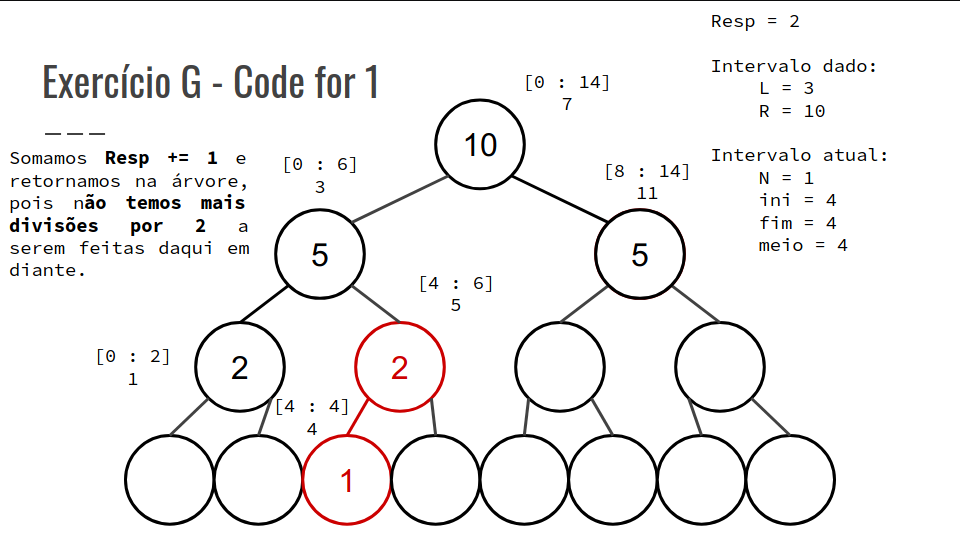 Exercício G - Code for 1
Somamos Resp += 1 e
retornamos na árvore,
pois não temos mais
divisões por 2 a
serem feitas daqui em
diante.
Resp = 2
Intervalo dado:
L = 3
R = 10
Intervalo atual:
N = 1
ini = 4
fim = 4
meio = 4
[0 : 14]
7
10
[0 : 6]
3
[8 : 14]
11
5
5
[4 : 6]
5
[0 : 2]
1
2
2
[4 : 4]
4
1